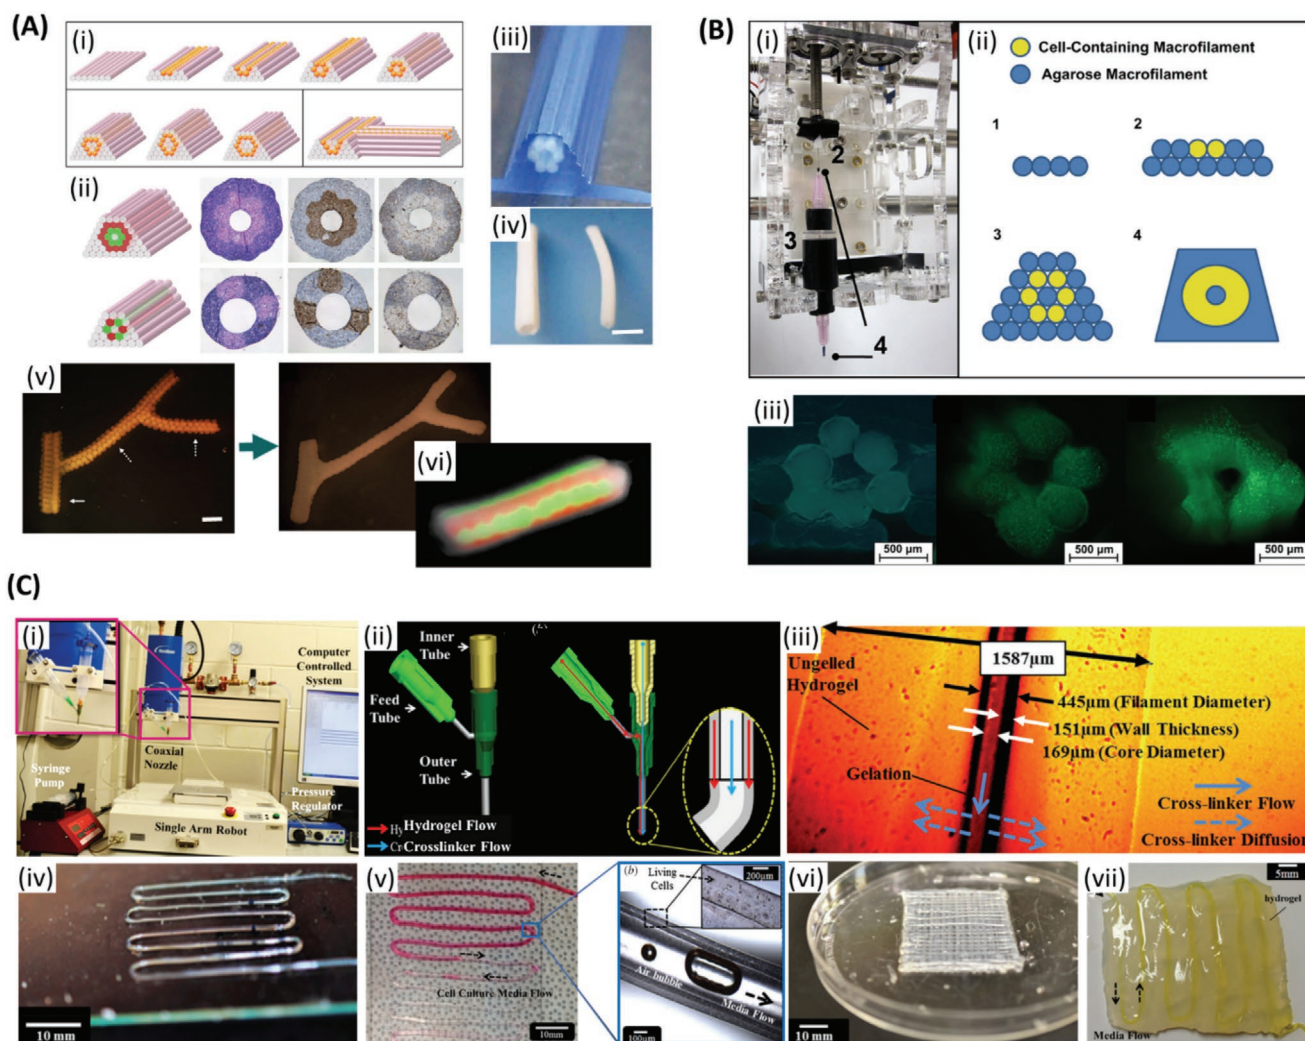 (A)
(i)
(ii)
(iii)
(iv)
(v)
(vi)
(B)
(i)
2
3
4
(ii)
Cell-Containing Macrofilament
Agarose Macrofilament
1
2
3
4
(iii)
500 µm
500 µm
500 µm
(C)
(i)
Computer
Controlled
System
Coaxial
Nozzle
Syringe
Pump
Pressure
Regulator
Single Arm Robot
(ii)
Inner
Tube
Feed
Tube
Outer
Tube
Hy Hydrogel Flow
Cr Crosslinker Flow
(iii)
1587µm
Ungelled
Hydrogel
445µm (Filament Diameter)
151µm (Wall Thickness)
169µm (Core Diameter)
Gelation
Cross-linker Flow
Cross-linker Diffusion
(iv)
10 mm
(v)
Cell Culture Media Flow
10mm
(b)
Living
Cells
200µm
Air bubble
Media Flow
100µm
(vi)
10 mm
(vii)
5mm
hydrogel
Media Flow